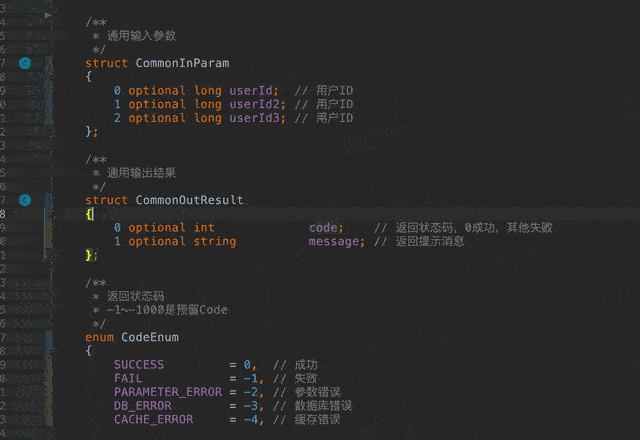 /**
 * 通用输入参数
 */
struct CommonInParam
{
    0 optional long userId;  // 用户ID
    1 optional long userId2; // 用户ID
    2 optional long userId3; // 用户ID
};
/**
 * 通用输出结果
 */
struct CommonOutResult
{
    0 optional int             code;    // 返回状态码，0成功，其他失败
    1 optional string          message; // 返回提示消息
};
/**
 * 返回状态码
 * -1~-1000是预留Code
 */
enum CodeEnum
{
    SUCCESS         = 0,  // 成功
    FAIL            = -1, // 失败
    PARAMETER_ERROR = -2, // 参数错误
    DB_ERROR        = -3, // 数据库错误
    CACHE_ERROR     = -4, // 缓存错误